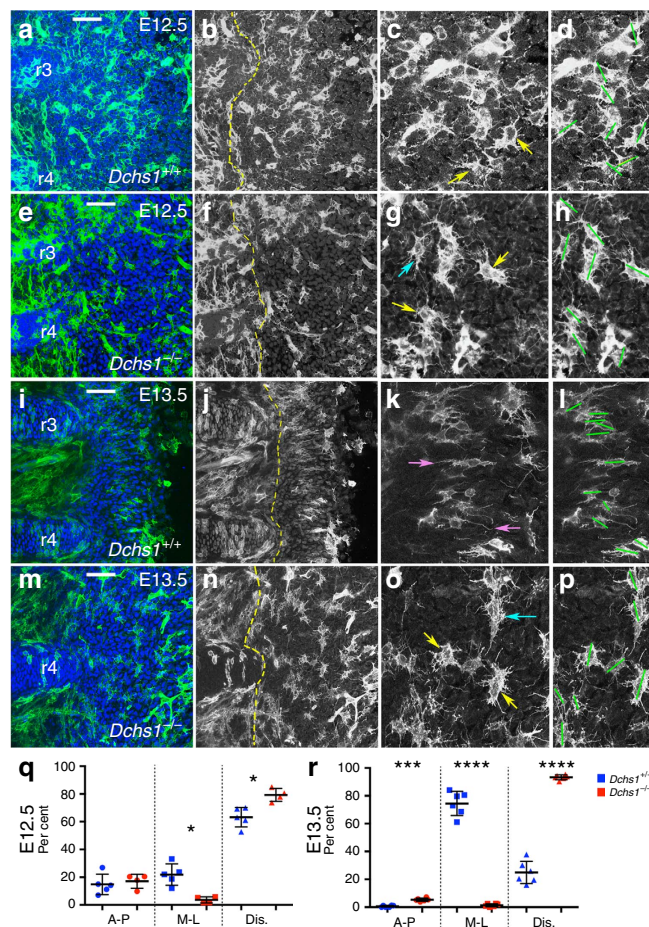 a E12.5 b c d
r3
r4 Dchs1+/+
e E12.5 f g h
r3
r4
Dchs1−/−
i E13.5 j k l
r3
r4 Dchs1+/+
m E13.5 n o p
r4
Dchs1−/−
q r
E12.5
Per cent
100
80
60
40
20
0
* *
A-P M-L Dis.
E13.5
Per cent
100
80
60
40
20
0
*** **** ****
A-P M-L Dis.
Dchs1+/+
Dchs1−/−